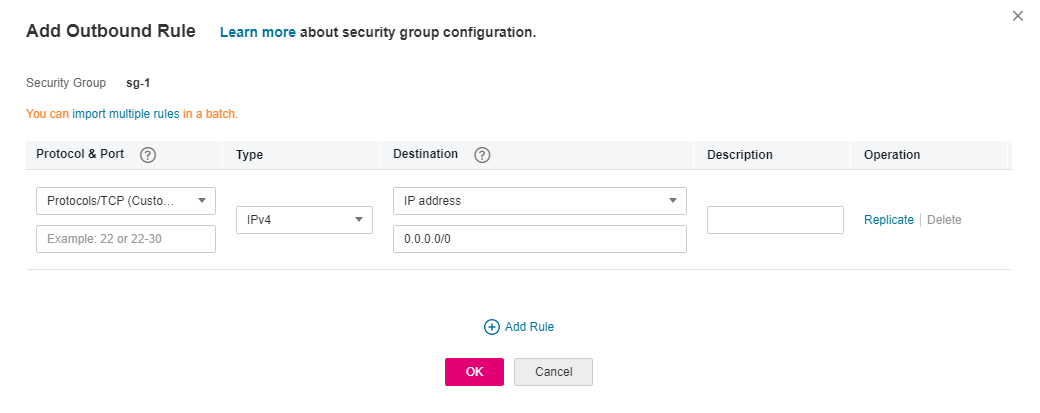 Add Outbound Rule Learn more about security group configuration.
Security Group sg-1
You can import multiple rules in a batch.
Protocol & Port ? Type Destination ? Description Operation
Protocols/TCP (Custo... IP address
IPv4 Replicate Delete
Example: 22 or 22-30 0.0.0.0/0
Add Rule
OK Cancel